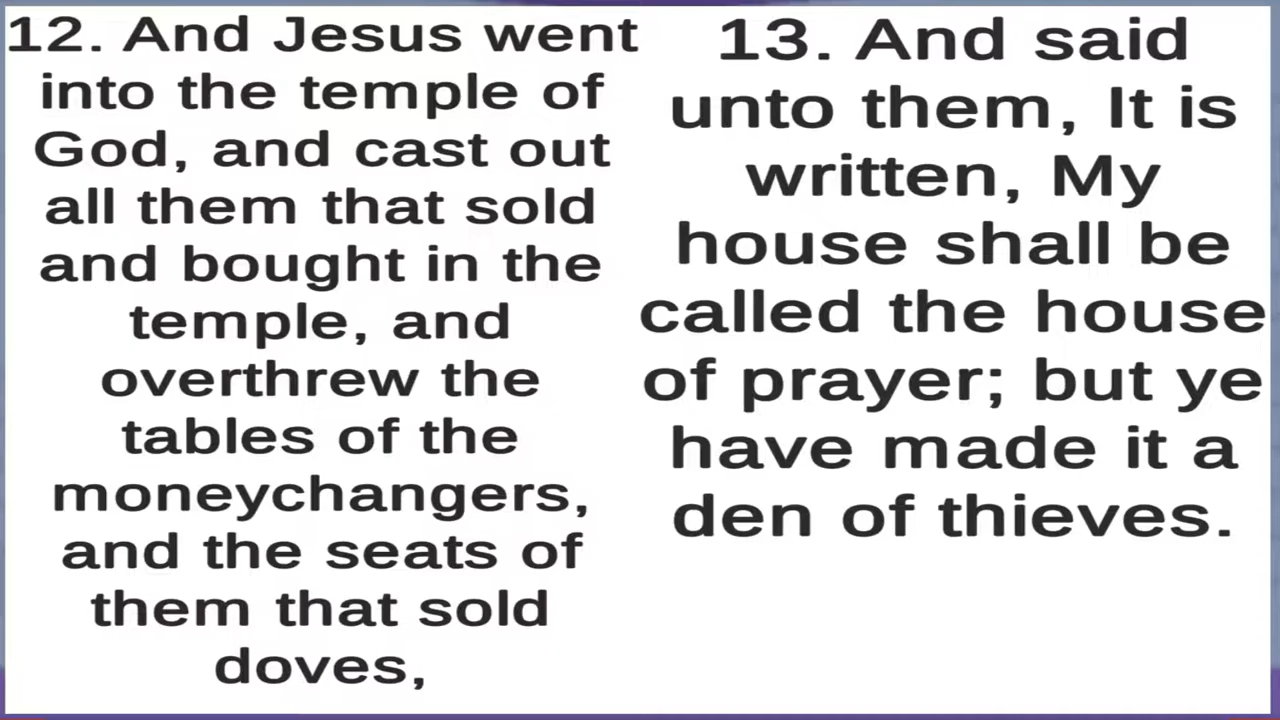 12. And Jesus went
into the temple of
God, and cast out
all them that sold
and bought in the
temple, and
overthrew the
tables of the
moneychangers,
and the seats of
them that sold
doves,
13. And said
unto them, It is
written, My
house shall be
called the house
of prayer; but ye
have made it a
den of thieves.